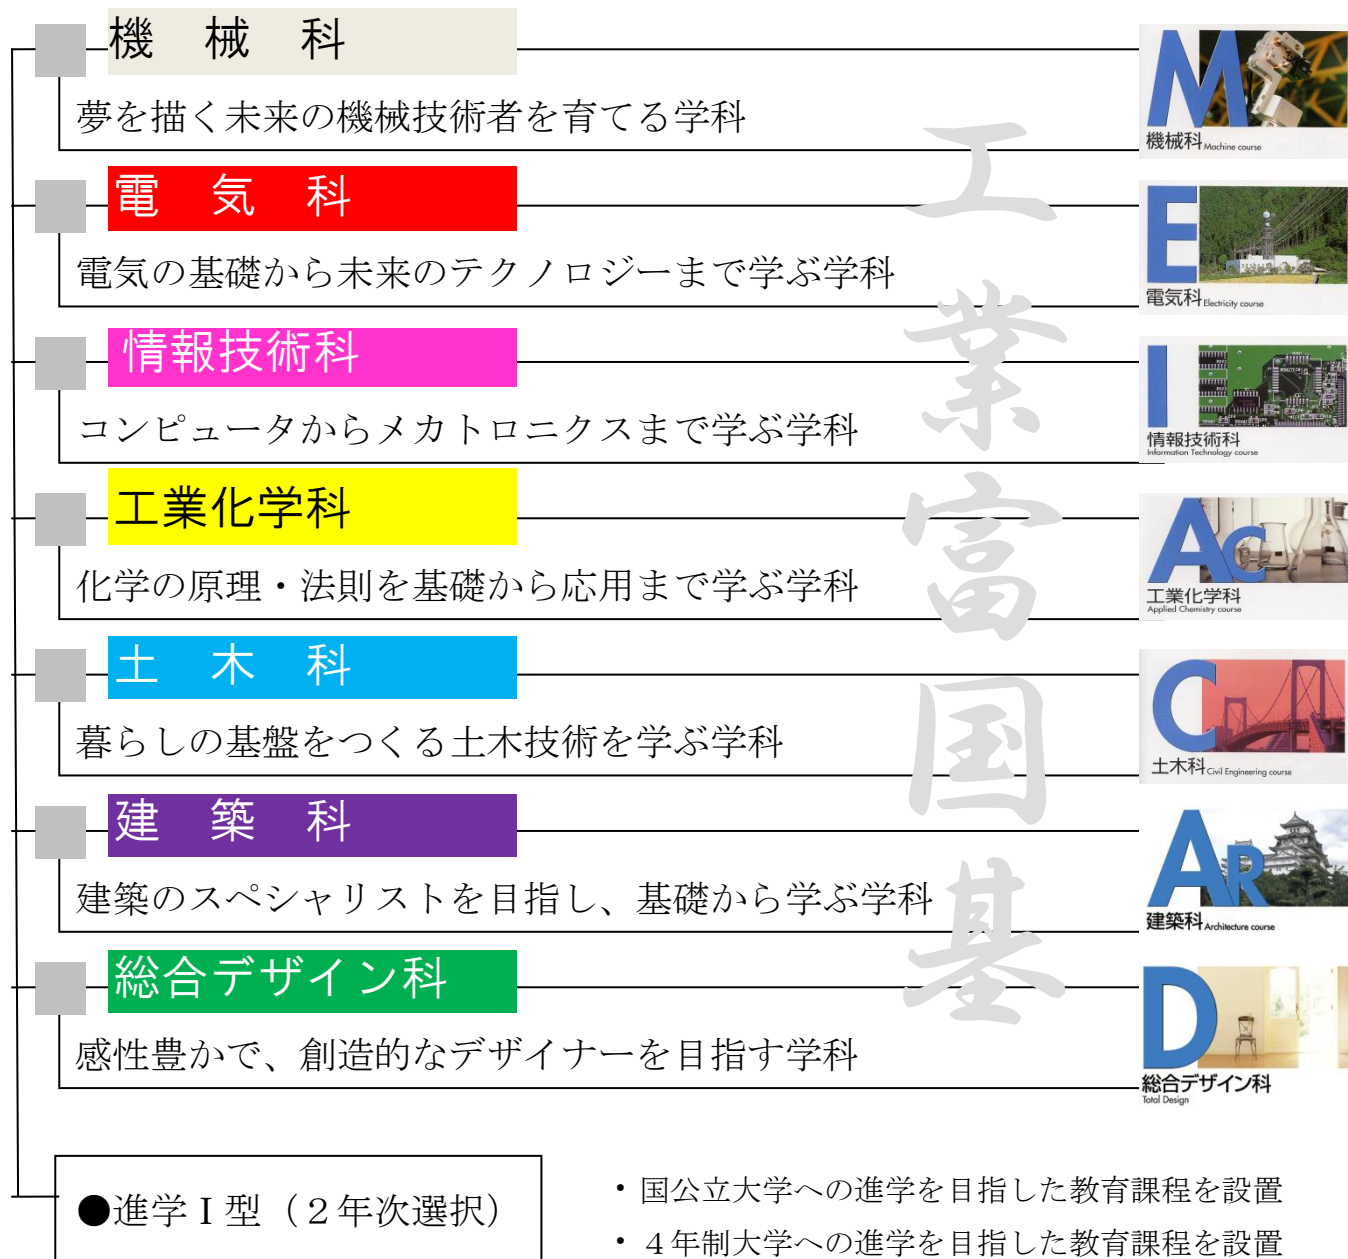 機　械　科
夢を描く未来の機械技術者を育てる学科
M
機械科 Machine course
電　気　科
電気の基礎から未来のテクノロジーまで学ぶ学科
E
電気科 Electricity course
情報技術科
コンピュータからメカトロニクスまで学ぶ学科
I
情報技術科
Information Technology course
工業化学科
化学の原理・法則を基礎から応用まで学ぶ学科
AC
工業化学科
Applied Chemistry course
土　木　科
暮らしの基盤をつくる土木技術を学ぶ学科
C
土木科 Civil Engineering course
建　築　科
建築のスペシャリストを目指し、基礎から学ぶ学科
AR
建築科 Architecture course
総合デザイン科
感性豊かで、創造的なデザイナーを目指す学科
D
総合デザイン科
Total Design
工業富国基
●進学Ⅰ型（２年次選択）
・国公立大学への進学を目指した教育課程を設置
・４年制大学への進学を目指した教育課程を設置